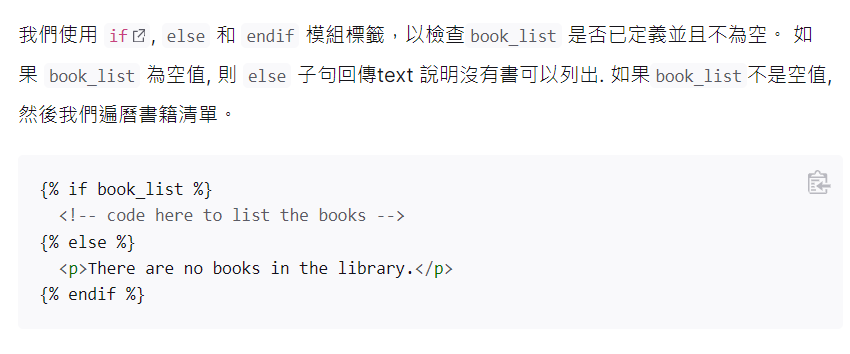 我們使用 if , else 和 endif 模組標籤，以檢查 book_list 是否已定義並且不為空。 如
果 book_list 為空值, 則 else 子句回傳text 說明沒有書可以列出. 如果 book_list 不是空值,
然後我們遍曆書籍清單。
{% if book_list %}
  <!-- code here to list the books -->
{% else %}
  <p>There are no books in the library.</p>
{% endif %}